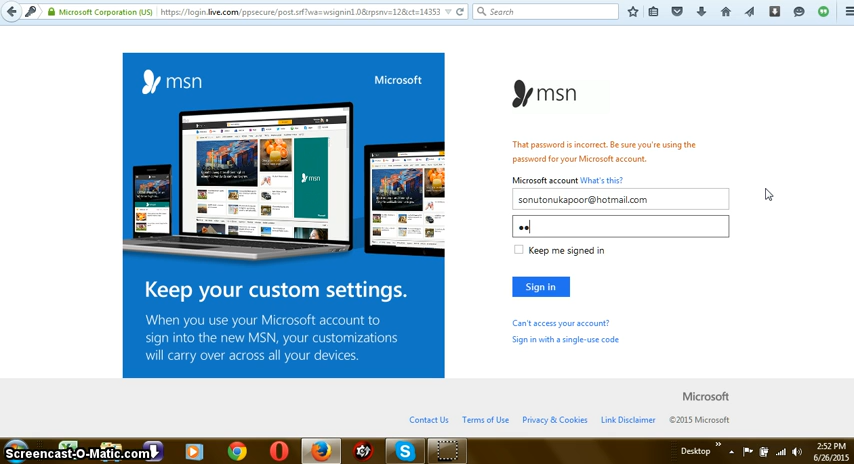 Microsoft Corporation (US)
https://login.live.com/ppsecure/post.srf?wa=wsignin1.0&rpsnv=12&ct=14353
Search
msn
Microsoft
msn
Keep your custom settings.
When you use your Microsoft account to
sign into the new MSN, your customizations
will carry over across all your devices.
msn
That password is incorrect. Be sure you're using the
password for your Microsoft account.
Microsoft account What's this?
sonutonukapoor@hotmail.com
Keep me signed in
Sign in
Can't access your account?
Sign in with a single-use code
Microsoft
Contact Us Terms of Use Privacy & Cookies Link Disclaimer ©2015 Microsoft
Desktop
2:52 PM
6/26/2015
Screencast-O-Matic.com